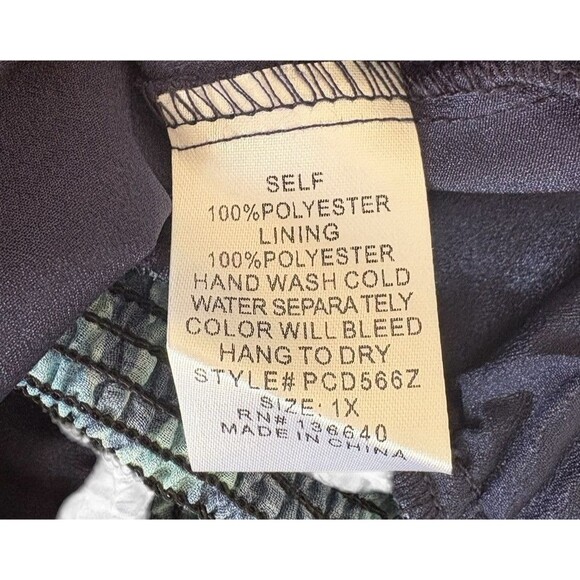 SELF
100%POLYESTER
LINING
100%POLYESTER
HAND WASH COLD
WATER SEPARATELY
COLOR WILL BLEED
HANG TO DRY
STYLE# PCD566Z
SIZE: 1X
RN# 136640
MADE IN CHINA